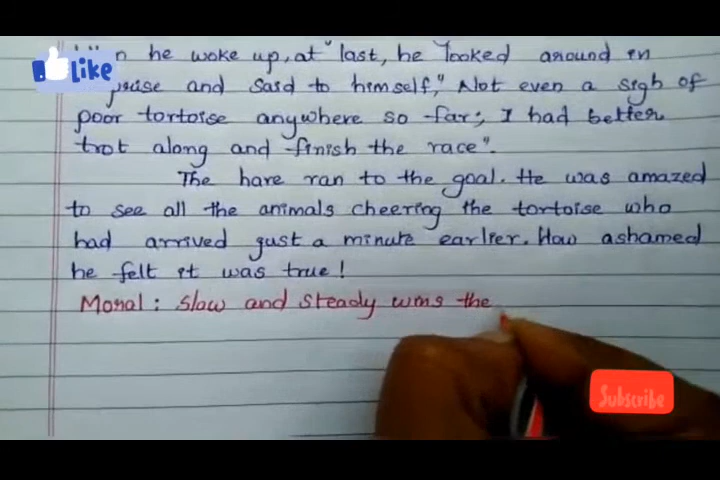 he woke up, at last, he looked around in
and said to himself," Not even a sigh of
poor tortoise anywhere so far; I had better
trot along and finish the race".
The hare ran to the goal. He was amazed
to see all the animals cheering the tortoise who
had arrived just a minute earlier. How ashamed
he felt it was true!
Moral: Slow and Steady wins the
Like
Subscribe